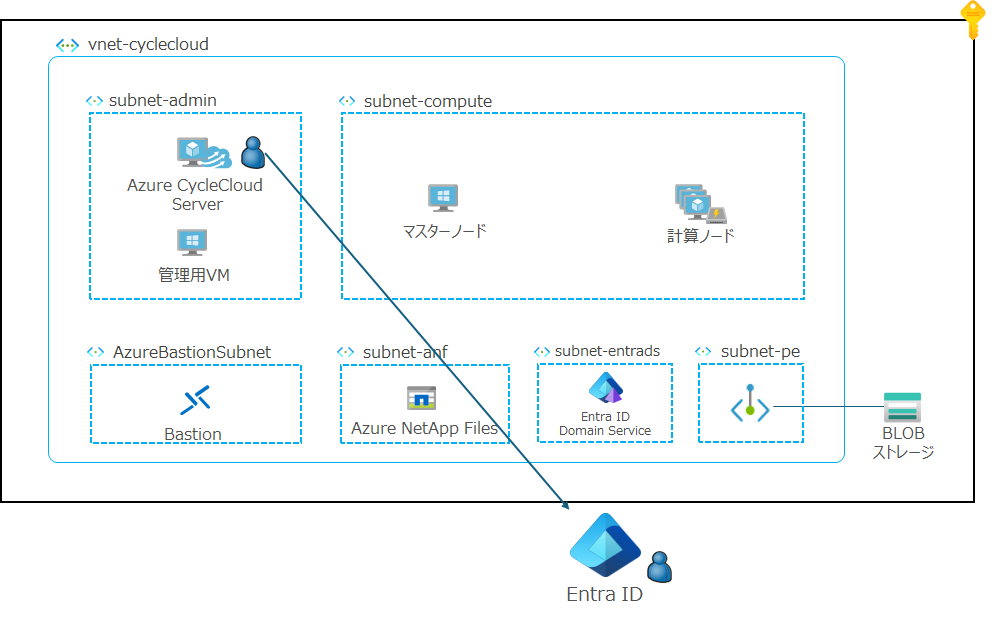 vnet-cyclecloud
subnet-admin
subnet-compute
Azure CycleCloud
Server
管理用VM
マスターノード
計算ノード
AzureBastionSubnet
subnet-anf
subnet-entrads
subnet-pe
Bastion
Azure NetApp Files
Entra ID
Domain Service
BLOB
ストレージ
Entra ID